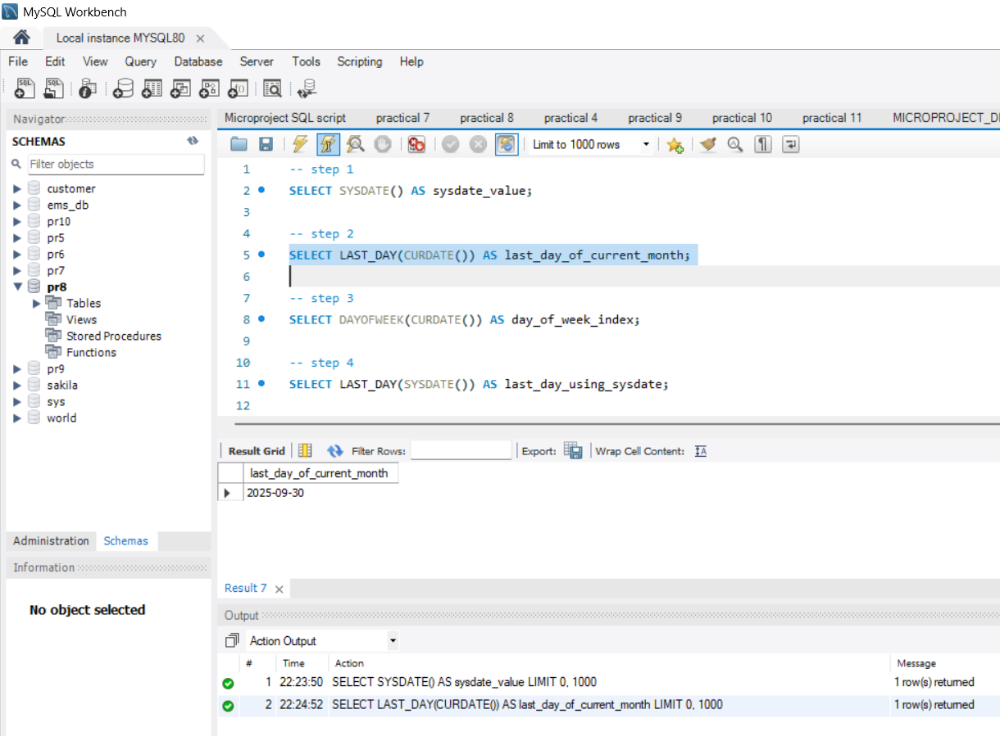 MySQL Workbench
Local instance MYSQL80
File Edit View Query Database Server Tools Scripting Help
Navigator
SCHEMAS
Filter objects
customer
ems_db
pr10
pr5
pr6
pr7
pr8
Tables
Views
Stored Procedures
Functions
pr9
sakila
sys
world
Administration Schemas
Information
No object selected
Microproject SQL script practical 7 practical 8 practical 4 practical 9 practical 10 practical 11 MICROPROJECT_D
Limit to 1000 rows
1 -- step 1
2 SELECT SYSDATE() AS sysdate_value;
3
4 -- step 2
5 SELECT LAST_DAY(CURDATE()) AS last_day_of_current_month;
6
7 -- step 3
8 SELECT DAYOFWEEK(CURDATE()) AS day_of_week_index;
9
10 -- step 4
11 SELECT LAST_DAY(SYSDATE()) AS last_day_using_sysdate;
12
Result Grid Filter Rows: Export: Wrap Cell Content:
last_day_of_current_month
2025-09-30
Result 7
Output
Action Output
# Time Action Message
1 22:23:50 SELECT SYSDATE() AS sysdate_value LIMIT 0, 1000 1 row(s) returned
2 22:24:52 SELECT LAST_DAY(CURDATE()) AS last_day_of_current_month LIMIT 0, 1000 1 row(s) returned